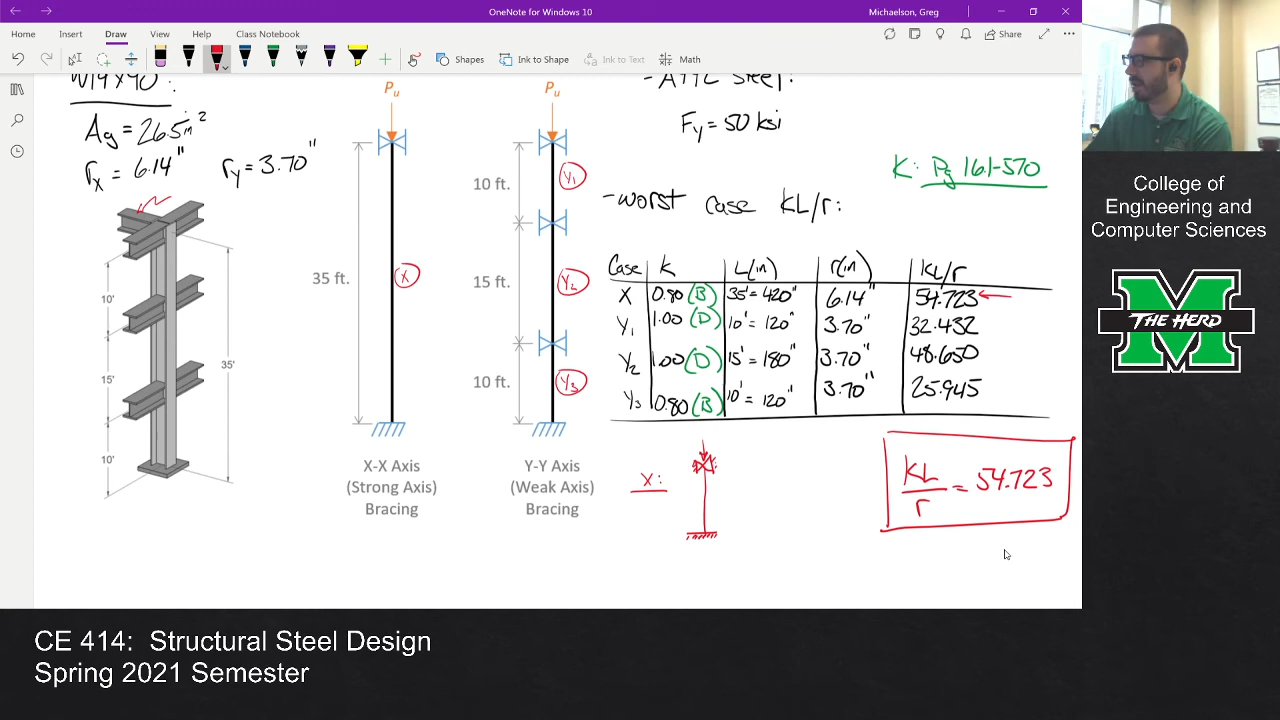 OneNote for Windows 10
Michaelson, Greg
Home Insert Draw View Help Class Notebook
Share
Shapes Ink to Shape Ink to Text Math
W14x90:
Ag = 26.5 in²
rx = 6.14" ry = 3.70"
10'
15'
10'
35'
Pu
35 ft.
X
X-X Axis
(Strong Axis)
Bracing
Pu
10 ft.
Y1
15 ft.
Y2
10 ft.
Y3
Y-Y Axis
(Weak Axis)
Bracing
Fy = 50 ksi
K: Pg 16.1-570
-worst case KL/r:
Case K L(in) r(in) KL/r
X 0.80 (B) 35' = 420" 6.14" 54.723
Y1 1.00 (D) 10' = 120" 3.70" 32.432
Y2 1.00 (D) 15' = 180" 3.70" 48.650
Y3 0.80 (B) 10' = 120" 3.70" 25.945
X:
KL/r = 54.723
College of
Engineering and
Computer Sciences
THE HERD
CE 414: Structural Steel Design
Spring 2021 Semester